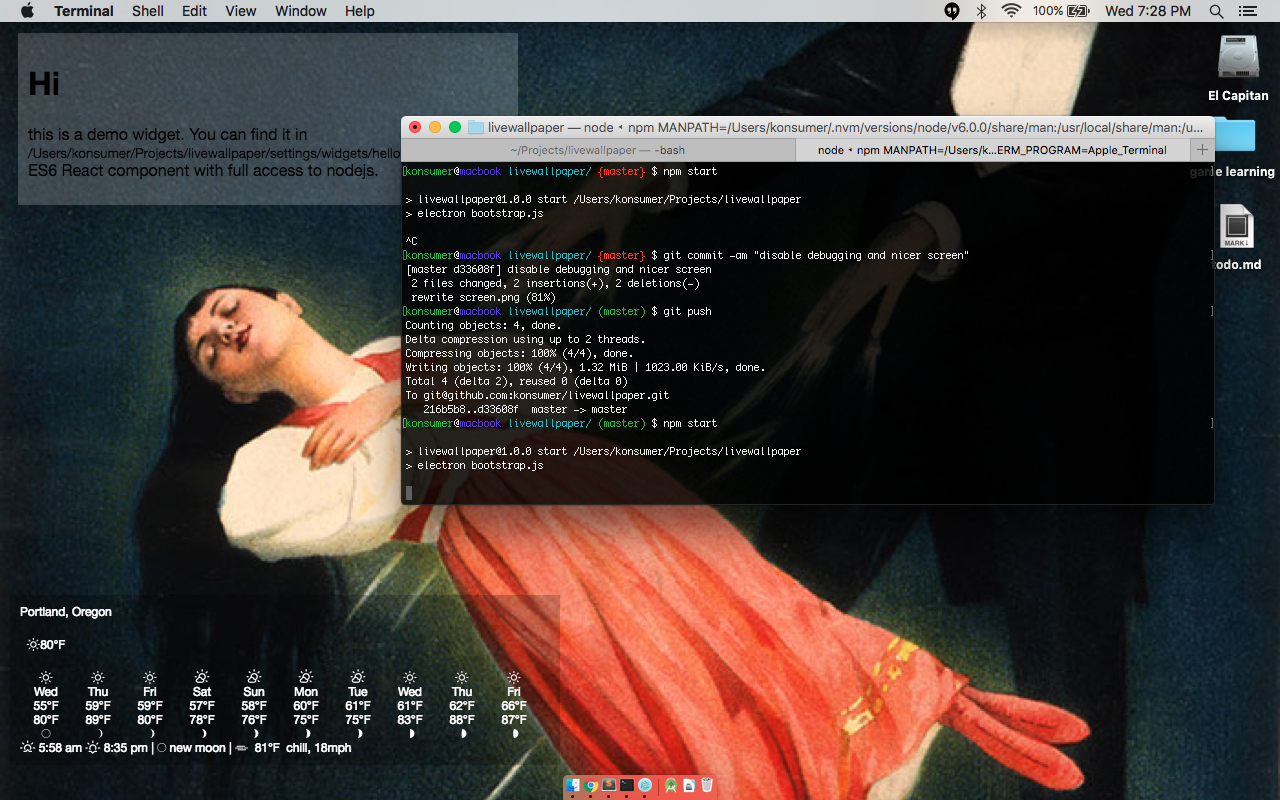 Terminal Shell Edit View Window Help 100% Wed 7:28 PM
Hi
this is a demo widget. You can find it in
/Users/konsumer/Projects/livewallpaper/settings/widgets/hello
ES6 React component with full access to nodejs.
El Capitan
learning
MARK↓
todo.md
livewallpaper — node ◂ npm MANPATH=/Users/konsumer/.nvm/versions/node/v6.0.0/share/man:/usr/local/share/man:/u...
~/Projects/livewallpaper — -bash
node ◂ npm MANPATH=/Users/k...ERM_PROGRAM=Apple_Terminal
[konsumer@macbook livewallpaper/ {master} $ npm start
> livewallpaper@1.0.0 start /Users/konsumer/Projects/livewallpaper
> electron bootstrap.js
^C
[konsumer@macbook livewallpaper/ {master} $ git commit -am "disable debugging and nicer screen" ]
[master d33608f] disable debugging and nicer screen
2 files changed, 2 insertions(+), 2 deletions(-)
rewrite screen.png (81%)
[konsumer@macbook livewallpaper/ (master) $ git push ]
Counting objects: 4, done.
Delta compression using up to 2 threads.
Compressing objects: 100% (4/4), done.
Writing objects: 100% (4/4), 1.32 MiB | 1023.00 KiB/s, done.
Total 4 (delta 2), reused 0 (delta 0)
To git@github.com:konsumer/livewallpaper.git
216b5b8..d33608f master -> master
[konsumer@macbook livewallpaper/ (master) $ npm start ]
> livewallpaper@1.0.0 start /Users/konsumer/Projects/livewallpaper
> electron bootstrap.js
Portland, Oregon
80°F
Wed Thu Fri Sat Sun Mon Tue Wed Thu Fri
55°F 59°F 59°F 57°F 58°F 60°F 61°F 61°F 62°F 66°F
80°F 89°F 80°F 78°F 76°F 75°F 75°F 83°F 88°F 87°F
5:58 am 8:35 pm | new moon | 81°F chill, 18mph